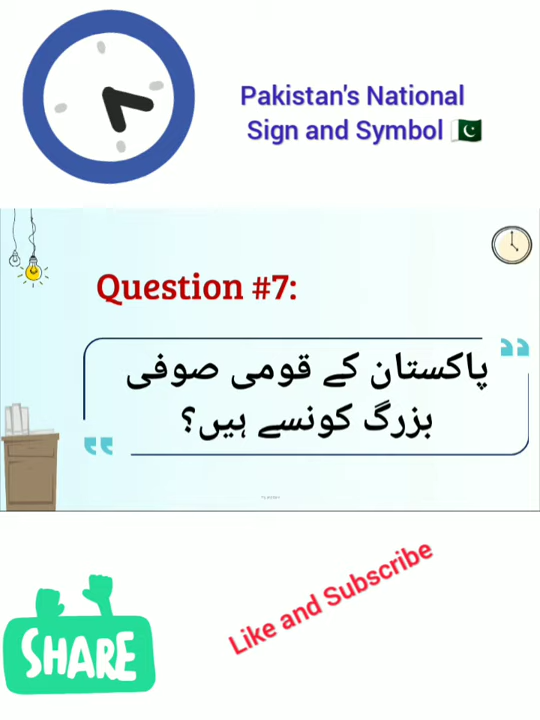 Pakistan's National
Sign and Symbol 🇵🇰
Question #7:
پاکستان کے قومی صوفی
بزرگ کونسے ہیں؟
Like and Subscribe
SHARE